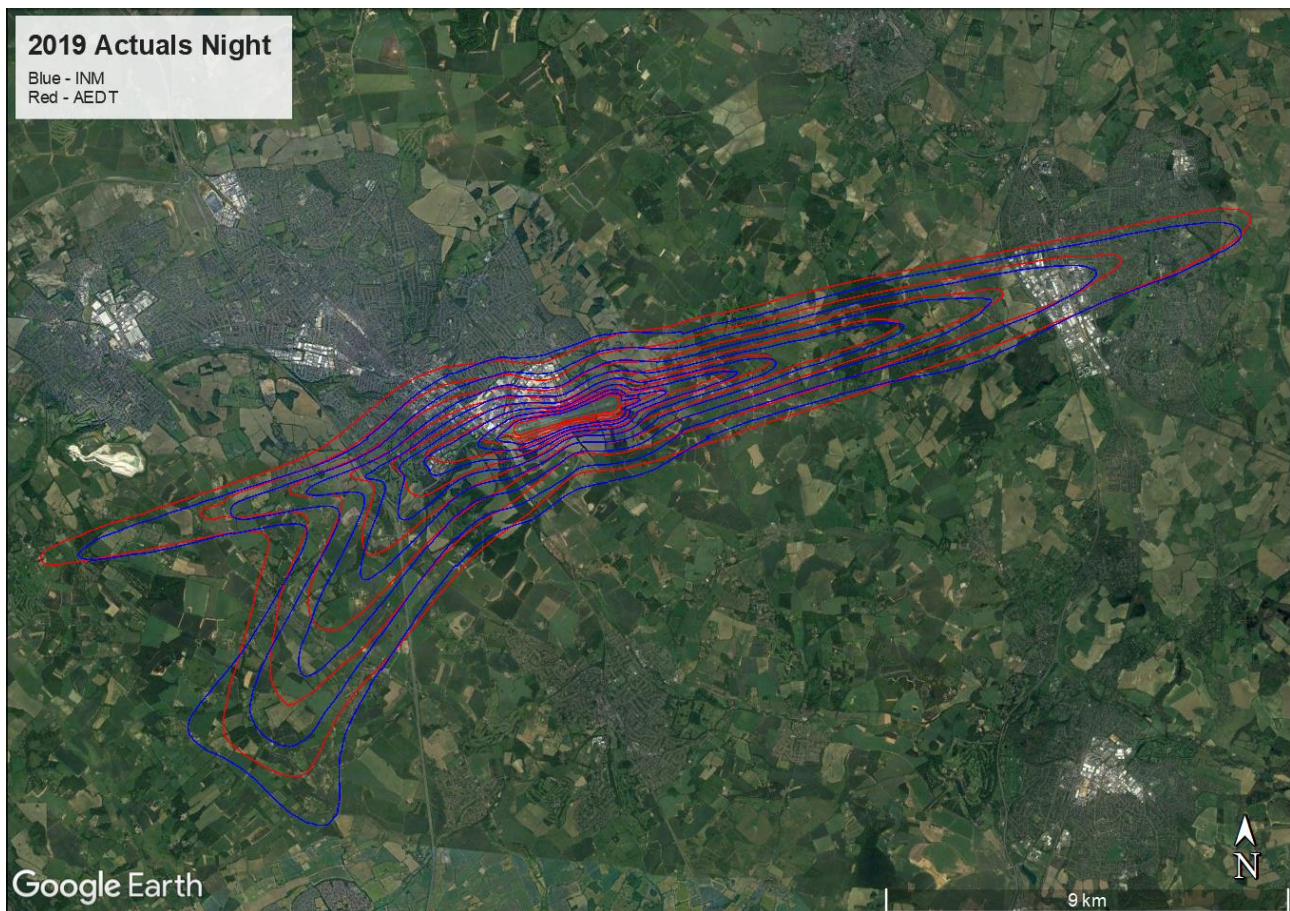 2019 Actuals Night
Blue - INM
Red - AEDT
Google Earth
N
9 km